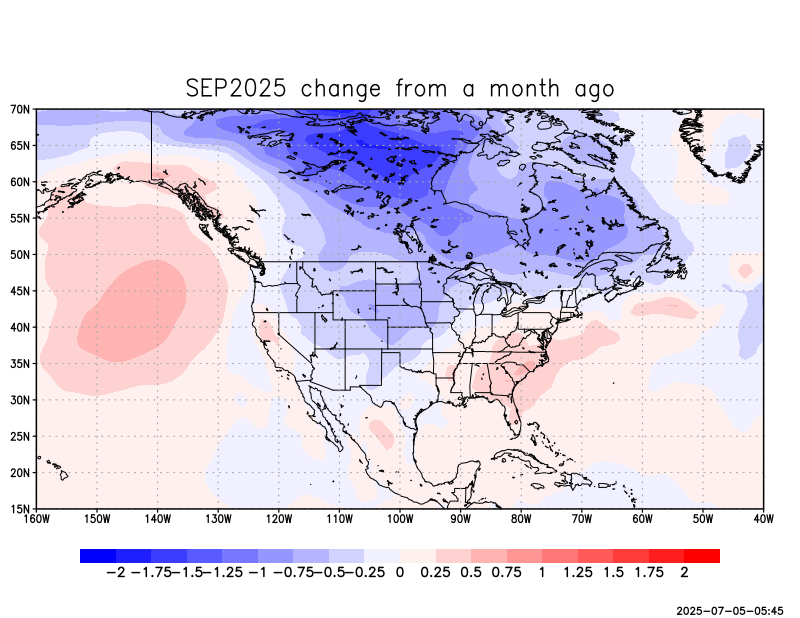 SEP2025 change from a month ago
70N
65N
60N
55N
50N
45N
40N
35N
30N
25N
20N
15N
160W 150W 140W 130W 120W 110W 100W 90W 80W 70W 60W 50W 40W
-2 -1.75 -1.5 -1.25 -1 -0.75 -0.5 -0.25 0 0.25 0.5 0.75 1 1.25 1.5 1.75 2
2025-07-05-05:45